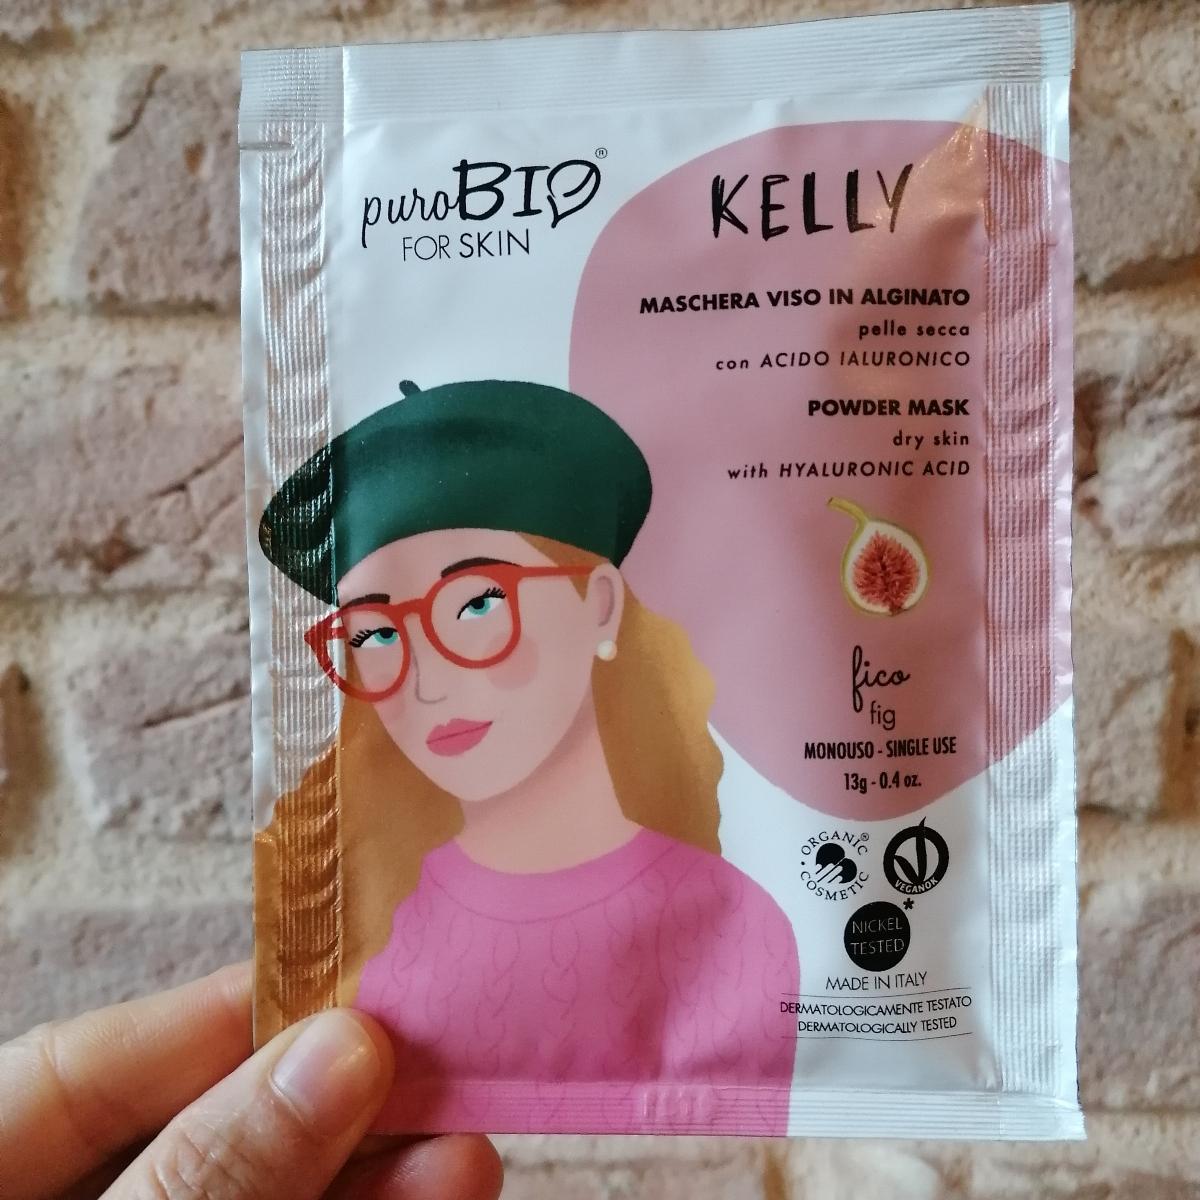 puroBIO®
FOR SKIN
KELLY
MASCHERA VISO IN ALGINATO
pelle secca
con ACIDO IALURONICO
POWDER MASK
dry skin
with HYALURONIC ACID
fico
fig
MONOUSO - SINGLE USE
13g - 0.4 oz.
ORGANIC®
COSMETIC
VEGANOK
NICKEL
TESTED*
MADE IN ITALY
DERMATOLOGICAMENTE TESTATO
DERMATOLOGICALLY TESTED